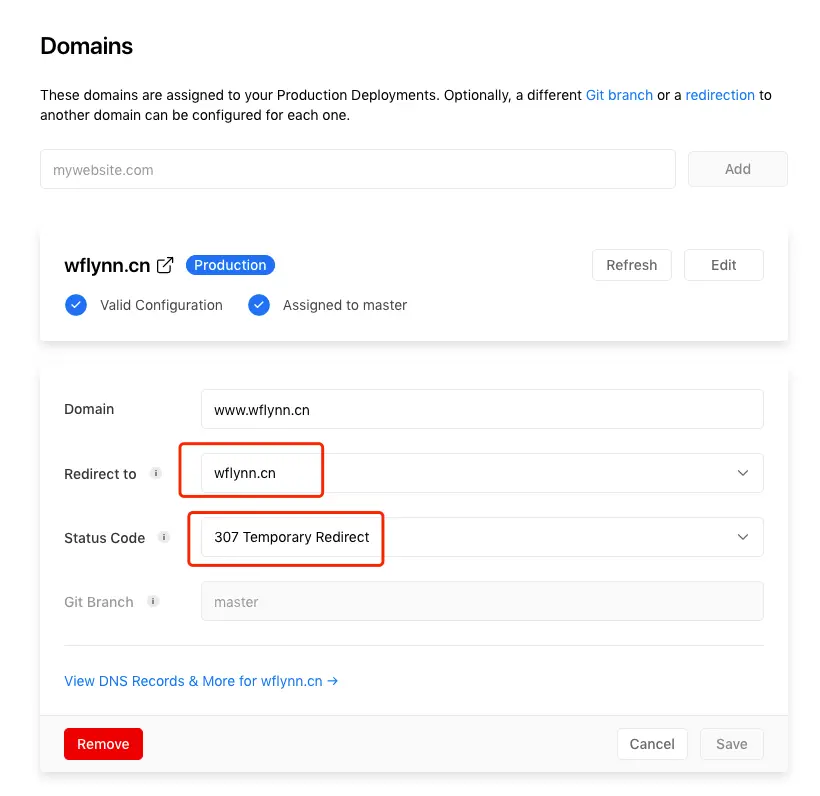 Domains
These domains are assigned to your Production Deployments. Optionally, a different Git branch or a redirection to
another domain can be configured for each one.
mywebsite.com
Add
wflynn.cn Production Refresh Edit
Valid Configuration Assigned to master
Domain www.wflynn.cn
Redirect to i wflynn.cn
Status Code i 307 Temporary Redirect
Git Branch i master
View DNS Records & More for wflynn.cn →
Remove Cancel Save